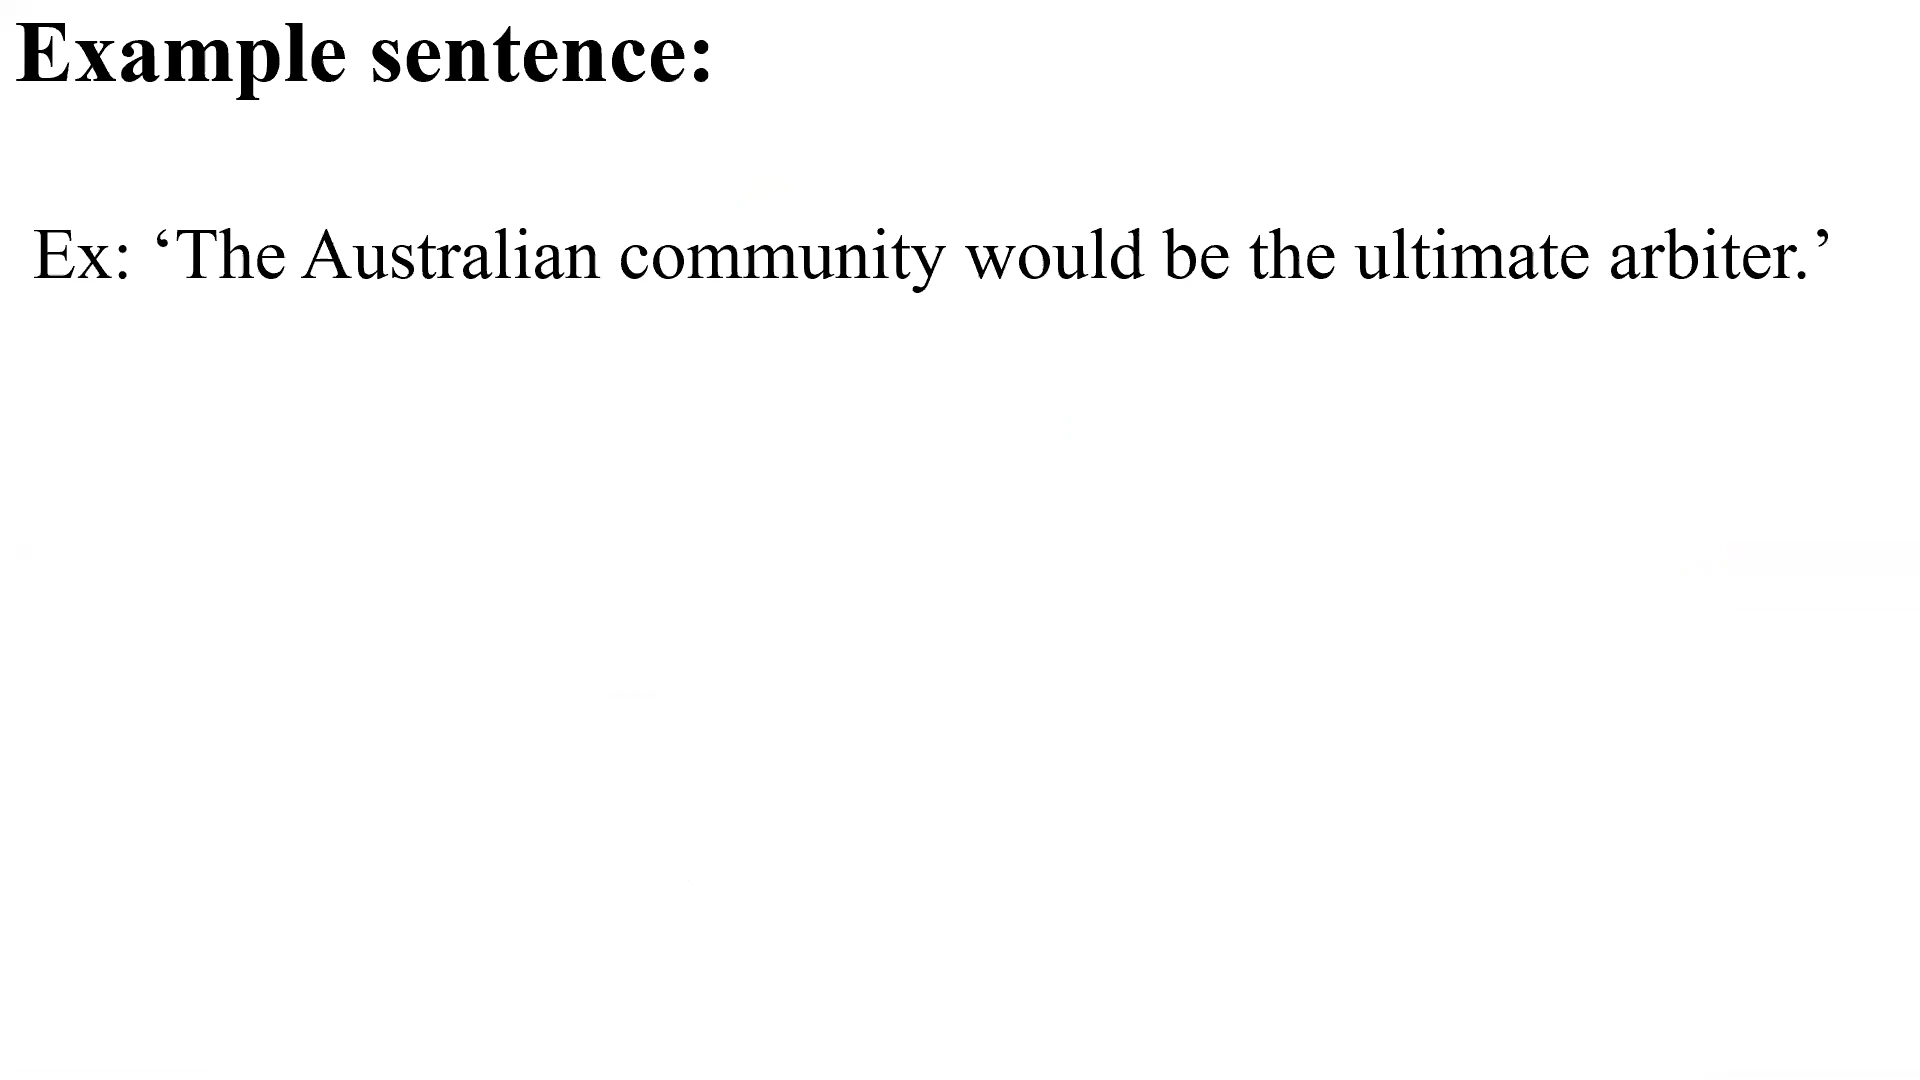 Example sentence:
Ex: ‘The Australian community would be the ultimate arbiter.’